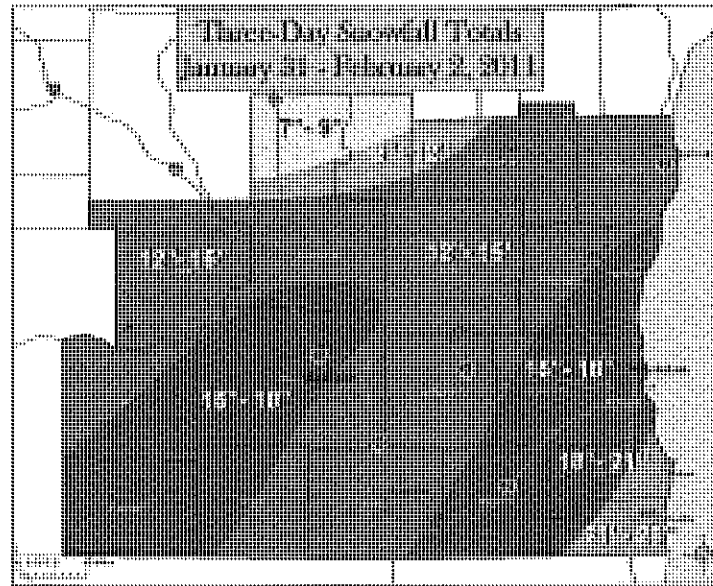 Three-Day Snowfall Totals
January 31 - February 2, 2011
7" - 9"
12" - 15"
12" - 15"
15" - 18"
15" - 18"
18" - 21"